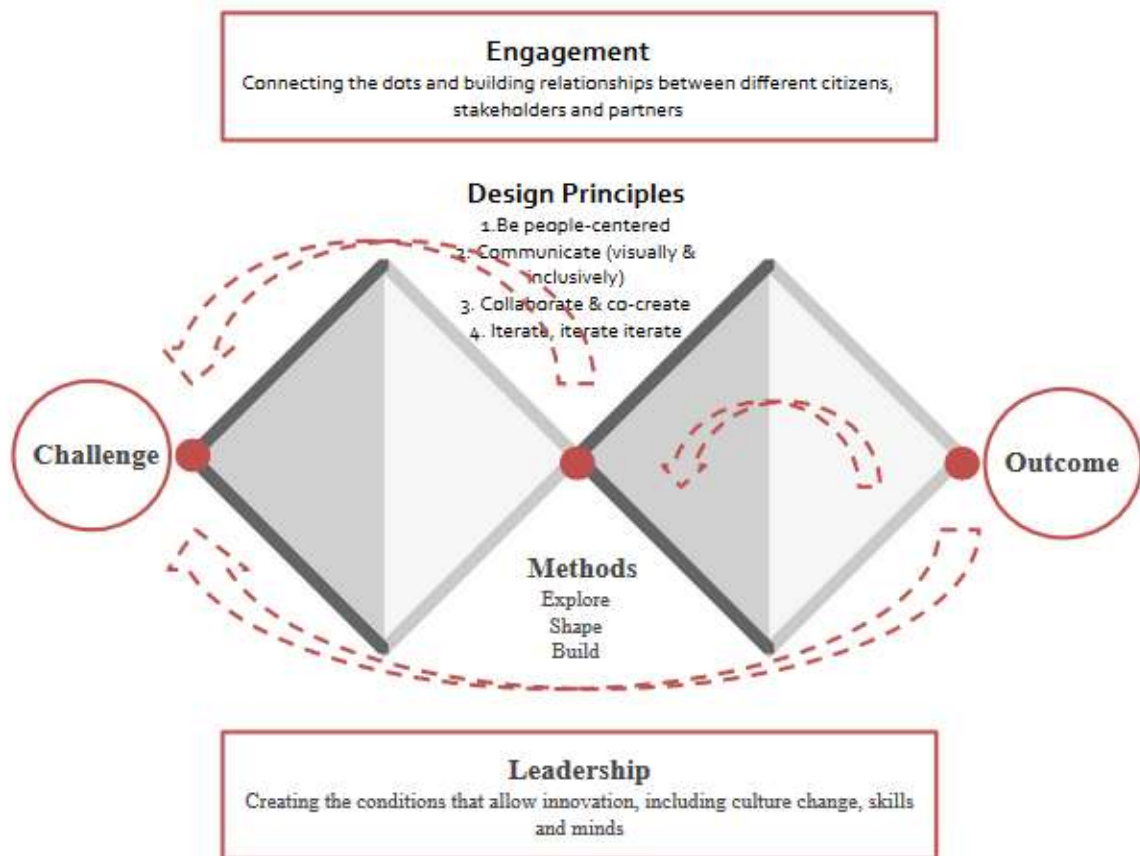 Engagement
Connecting the dots and building relationships between different citizens,
stakeholders and partners
Design Principles
1.Be people-centered
2. Communicate (visually &
inclusively)
3. Collaborate & co-create
4. Iterate, iterate iterate
Challenge
Outcome
Methods
Explore
Shape
Build
Leadership
Creating the conditions that allow innovation, including culture change, skills
and minds